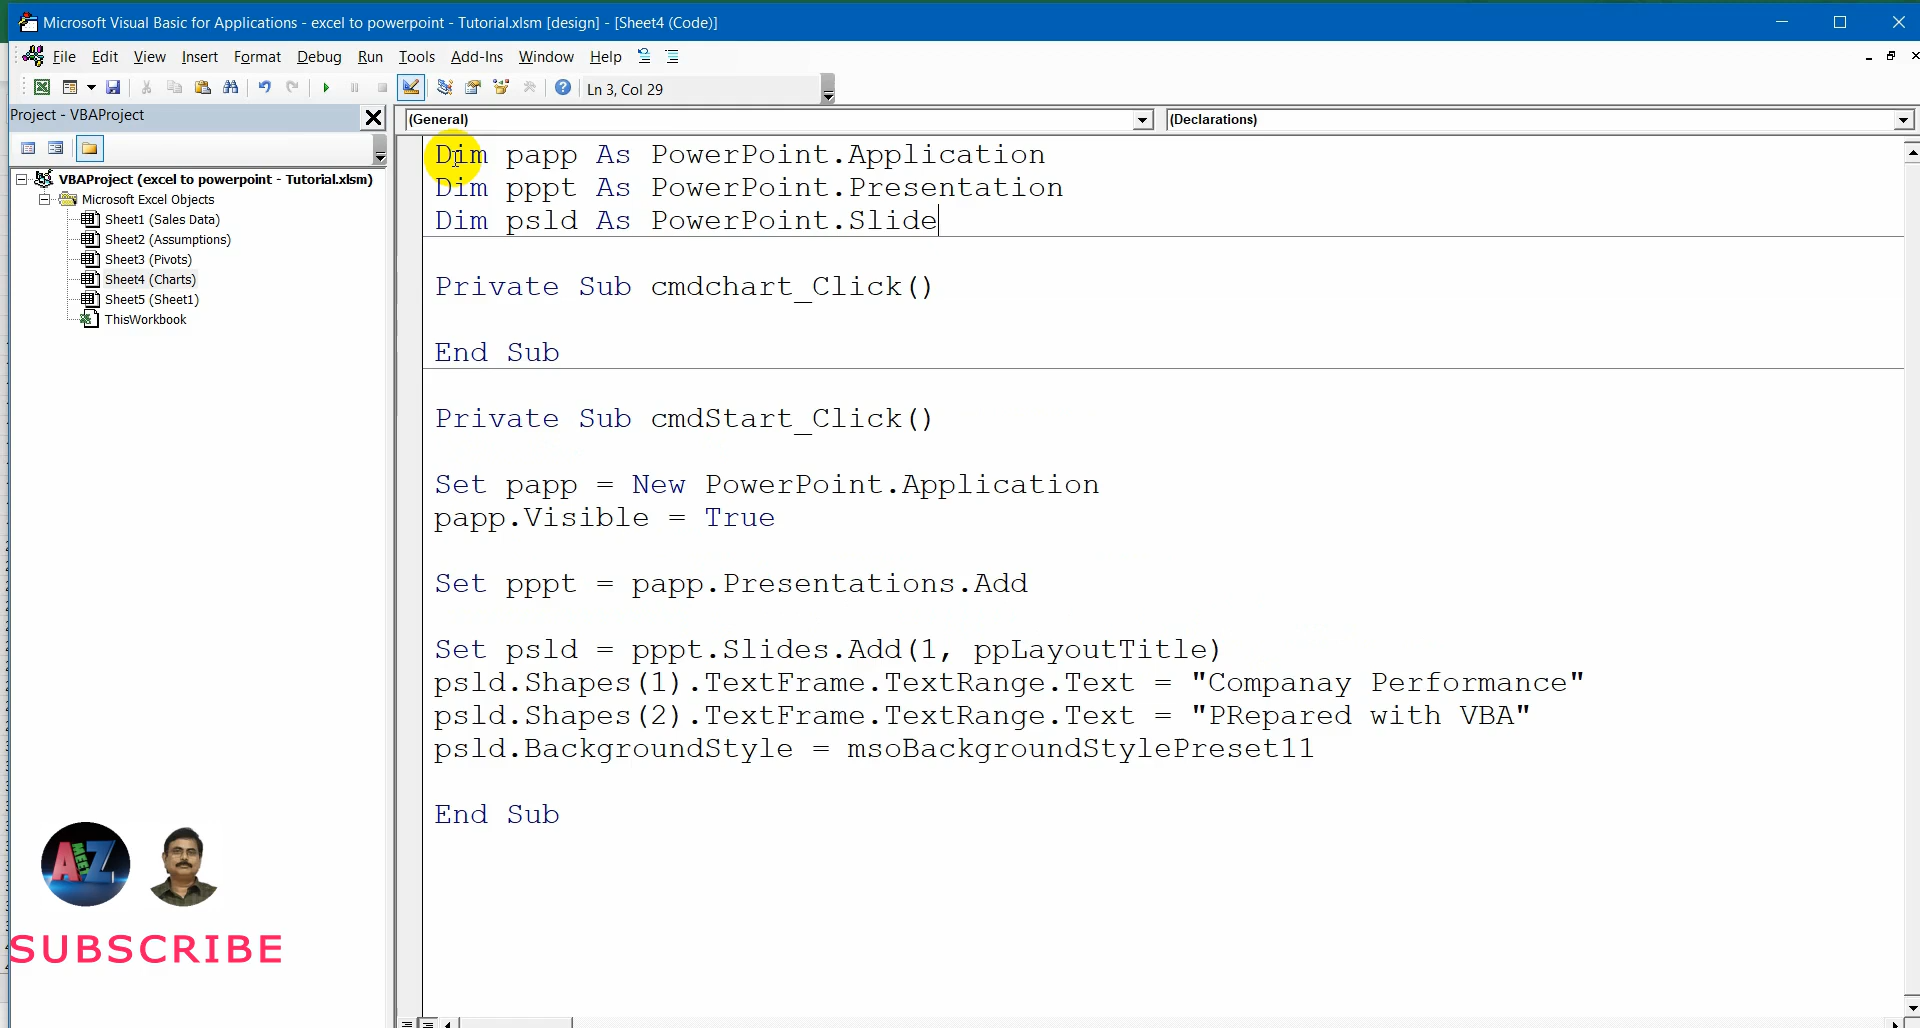 Microsoft Visual Basic for Applications - excel to powerpoint - Tutorial.xlsm [design] - [Sheet4 (Code)]
File Edit View Insert Format Debug Run Tools Add-Ins Window Help
Ln 3, Col 29
Project - VBAProject
(General) (Declarations)
VBAProject (excel to powerpoint - Tutorial.xlsm)
Microsoft Excel Objects
Sheet1 (Sales Data)
Sheet2 (Assumptions)
Sheet3 (Pivots)
Sheet4 (Charts)
Sheet5 (Sheet1)
ThisWorkbook
Dim papp As PowerPoint.Application
Dim pppt As PowerPoint.Presentation
Dim psld As PowerPoint.Slide
Private Sub cmdchart_Click()
End Sub
Private Sub cmdStart_Click()
Set papp = New PowerPoint.Application
papp.Visible = True
Set pppt = papp.Presentations.Add
Set psld = pppt.Slides.Add(1, ppLayoutTitle)
psld.Shapes(1).TextFrame.TextRange.Text = "Companay Performance"
psld.Shapes(2).TextFrame.TextRange.Text = "PRepared with VBA"
psld.BackgroundStyle = msoBackgroundStylePreset11
End Sub
A MEET Z
SUBSCRIBE